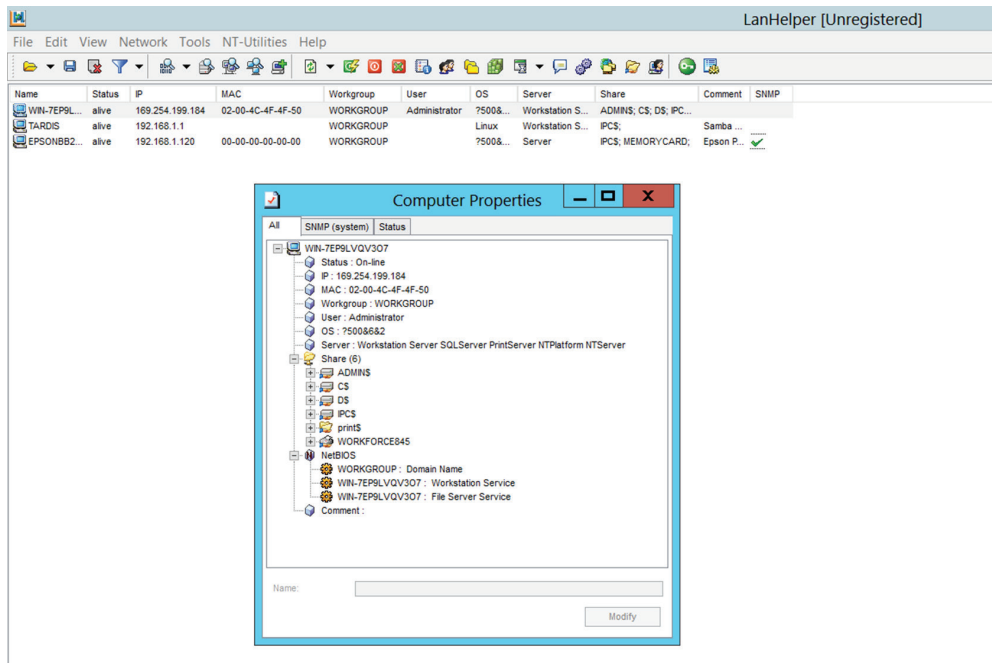 LanHelper [Unregistered]
File Edit View Network Tools NT-Utilities Help
Name Status IP MAC Workgroup User OS Server Share Comment SNMP
WIN-7EP9L... alive 169.254.199.184 02-00-4C-4F-4F-50 WORKGROUP Administrator ?500&... Workstation S... ADMIN$; C$; D$; IPC...
TARDIS alive 192.168.1.1 WORKGROUP Linux Workstation S... IPC$; Samba ...
EPSONBB2... alive 192.168.1.120 00-00-00-00-00-00 WORKGROUP ?500&... Server IPC$; MEMORYCARD; Epson P...
Computer Properties
All SNMP (system) Status
WIN-7EP9LVQV3O7
Status : On-line
IP : 169.254.199.184
MAC : 02-00-4C-4F-4F-50
Workgroup : WORKGROUP
User : Administrator
OS : ?500&6&2
Server : Workstation Server SQLServer PrintServer NTPlatform NTServer
Share (6)
ADMIN$
C$
D$
IPC$
print$
WORKFORCE845
NetBIOS
WORKGROUP : Domain Name
WIN-7EP9LVQV3O7 : Workstation Service
WIN-7EP9LVQV3O7 : File Server Service
Comment :
Name:
Modify